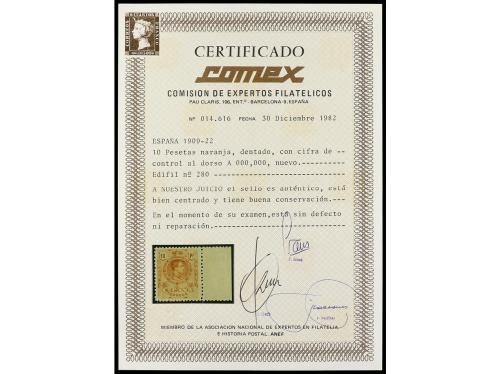 CERTIFICADO
comex
COMISION DE EXPERTOS FILATELICOS
PAU CLARIS, 106, ENT.º - BARCELONA-9, ESPAÑA
Nº 014.616 FECHA 30 Diciembre 1982
ESPAÑA 1909-22
10 Pesetas naranja, dentado, con cifra de --
control al dorso A 000,000, nuevo.
Edifil nº 280
A NUESTRO JUICIO el sello es auténtico, está
bien centrado y tiene buena conservación.
En el momento de su examen,está sin defecto
ni reparación.
MIEMBRO DE LA ASOCIACION NACIONAL DE EXPERTOS EN FILATELIA
E HISTORIA POSTAL. ANEF